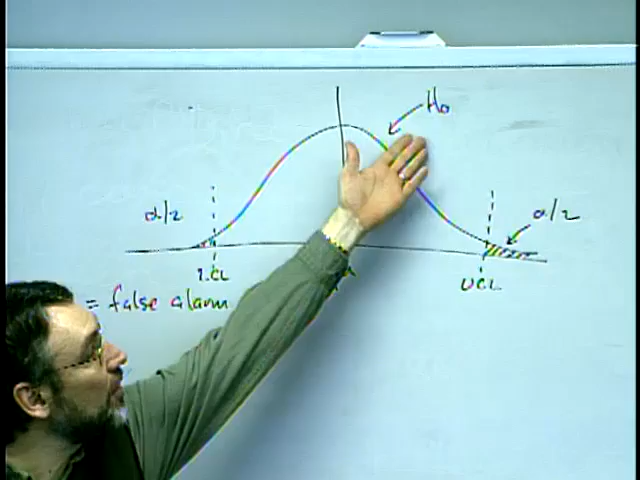 H₀
α/2
α/2
LCL
UCL
= false alarm